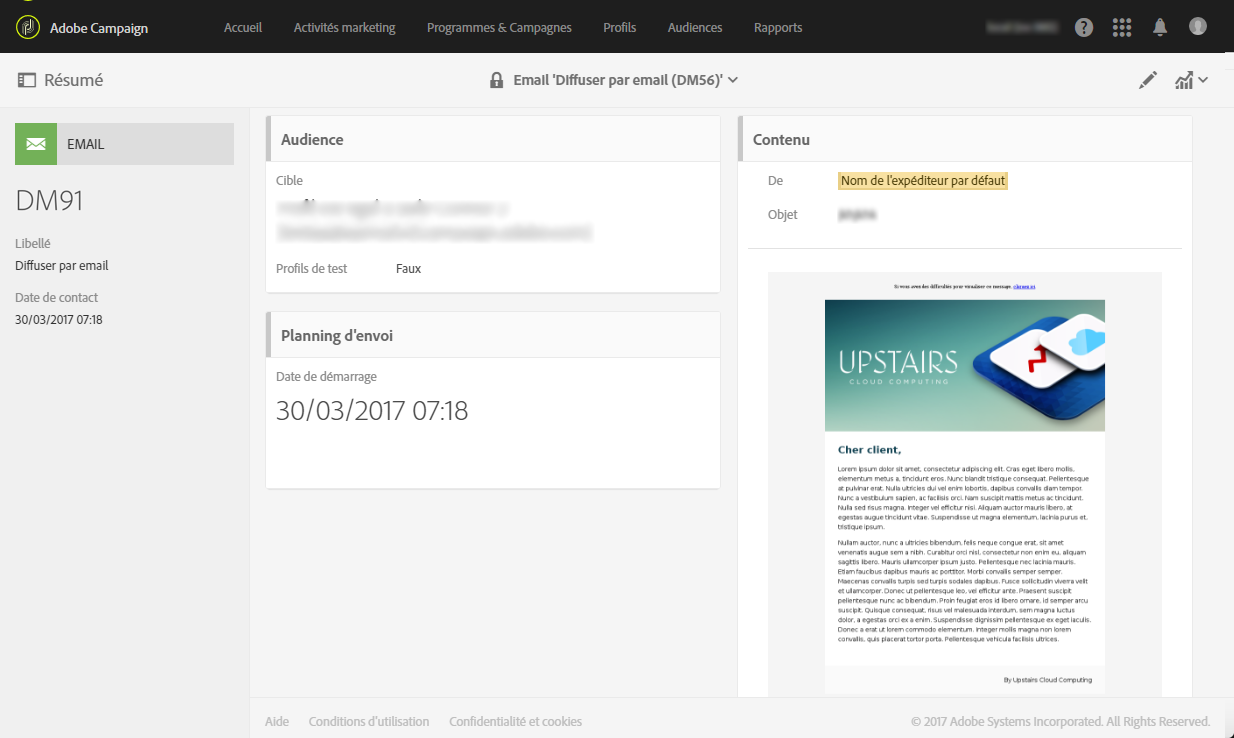 Adobe Campaign Accueil Activités marketing Programmes & Campagnes Profils Audiences Rapports ?
Résumé Email 'Diffuser par email (DM56)'
EMAIL
DM91
Libellé
Diffuser par email
Date de contact
30/03/2017 07:18
Audience
Cible
Profils de test Faux
Planning d'envoi
Date de démarrage
30/03/2017 07:18
Contenu
De Nom de l'expéditeur par défaut
Objet
Si vous avez des difficultés pour visualiser ce message, cliquez ici
UPSTAIRS
CLOUD COMPUTING
Cher client,
Lorem ipsum dolor sit amet, consectetur adipiscing elit. Cras eget libero mollis,
elementum metus a, tincidunt eros. Nunc blandit tristique consequat. Pellentesque
at pulvinar erat. Nulla ultricies dui vel enim lobortis, dapibus convallis diam tempor.
Nunc a vestibulum sapien, ac facilisis orci. Nam suscipit mattis metus ac tincidunt.
Nulla sed risus magna. Integer vel efficitur nisi. Aliquam auctor mauris libero, at
egestas augue tincidunt vitae. Suspendisse ut magna elementum, lacinia purus et,
tristique ipsum.
Nullam auctor, nunc a ultricies bibendum, felis neque congue erat, sit amet
venenatis augue sem a nibh. Curabitur orci nisl, consectetur non enim eu, aliquam
sagittis libero. Mauris ullamcorper ipsum justo. Pellentesque nec lacinia mauris.
Etiam faucibus dapibus mauris ac porttitor. Morbi convallis semper semper.
Maecenas convallis turpis sed turpis sodales dapibus. Fusce sollicitudin viverra velit
et ullamcorper. Donec ut pellentesque leo, vel efficitur ante. Praesent suscipit
pellentesque nunc ac bibendum. Proin feugiat eros id libero ornare, id semper arcu
suscipit. Quisque consequat, risus vel malesuada interdum, sem magna luctus
dolor, a egestas orci ex a enim. Suspendisse dignissim pellentesque ex eget iaculis.
Donec a erat ut lorem commodo elementum. Integer mollis magna non lorem
convallis, quis placerat tortor porta. Pellentesque vehicula facilisis ultrices.
By Upstairs Cloud Computing
Aide Conditions d'utilisation Confidentialité et cookies © 2017 Adobe Systems Incorporated. All Rights Reserved.